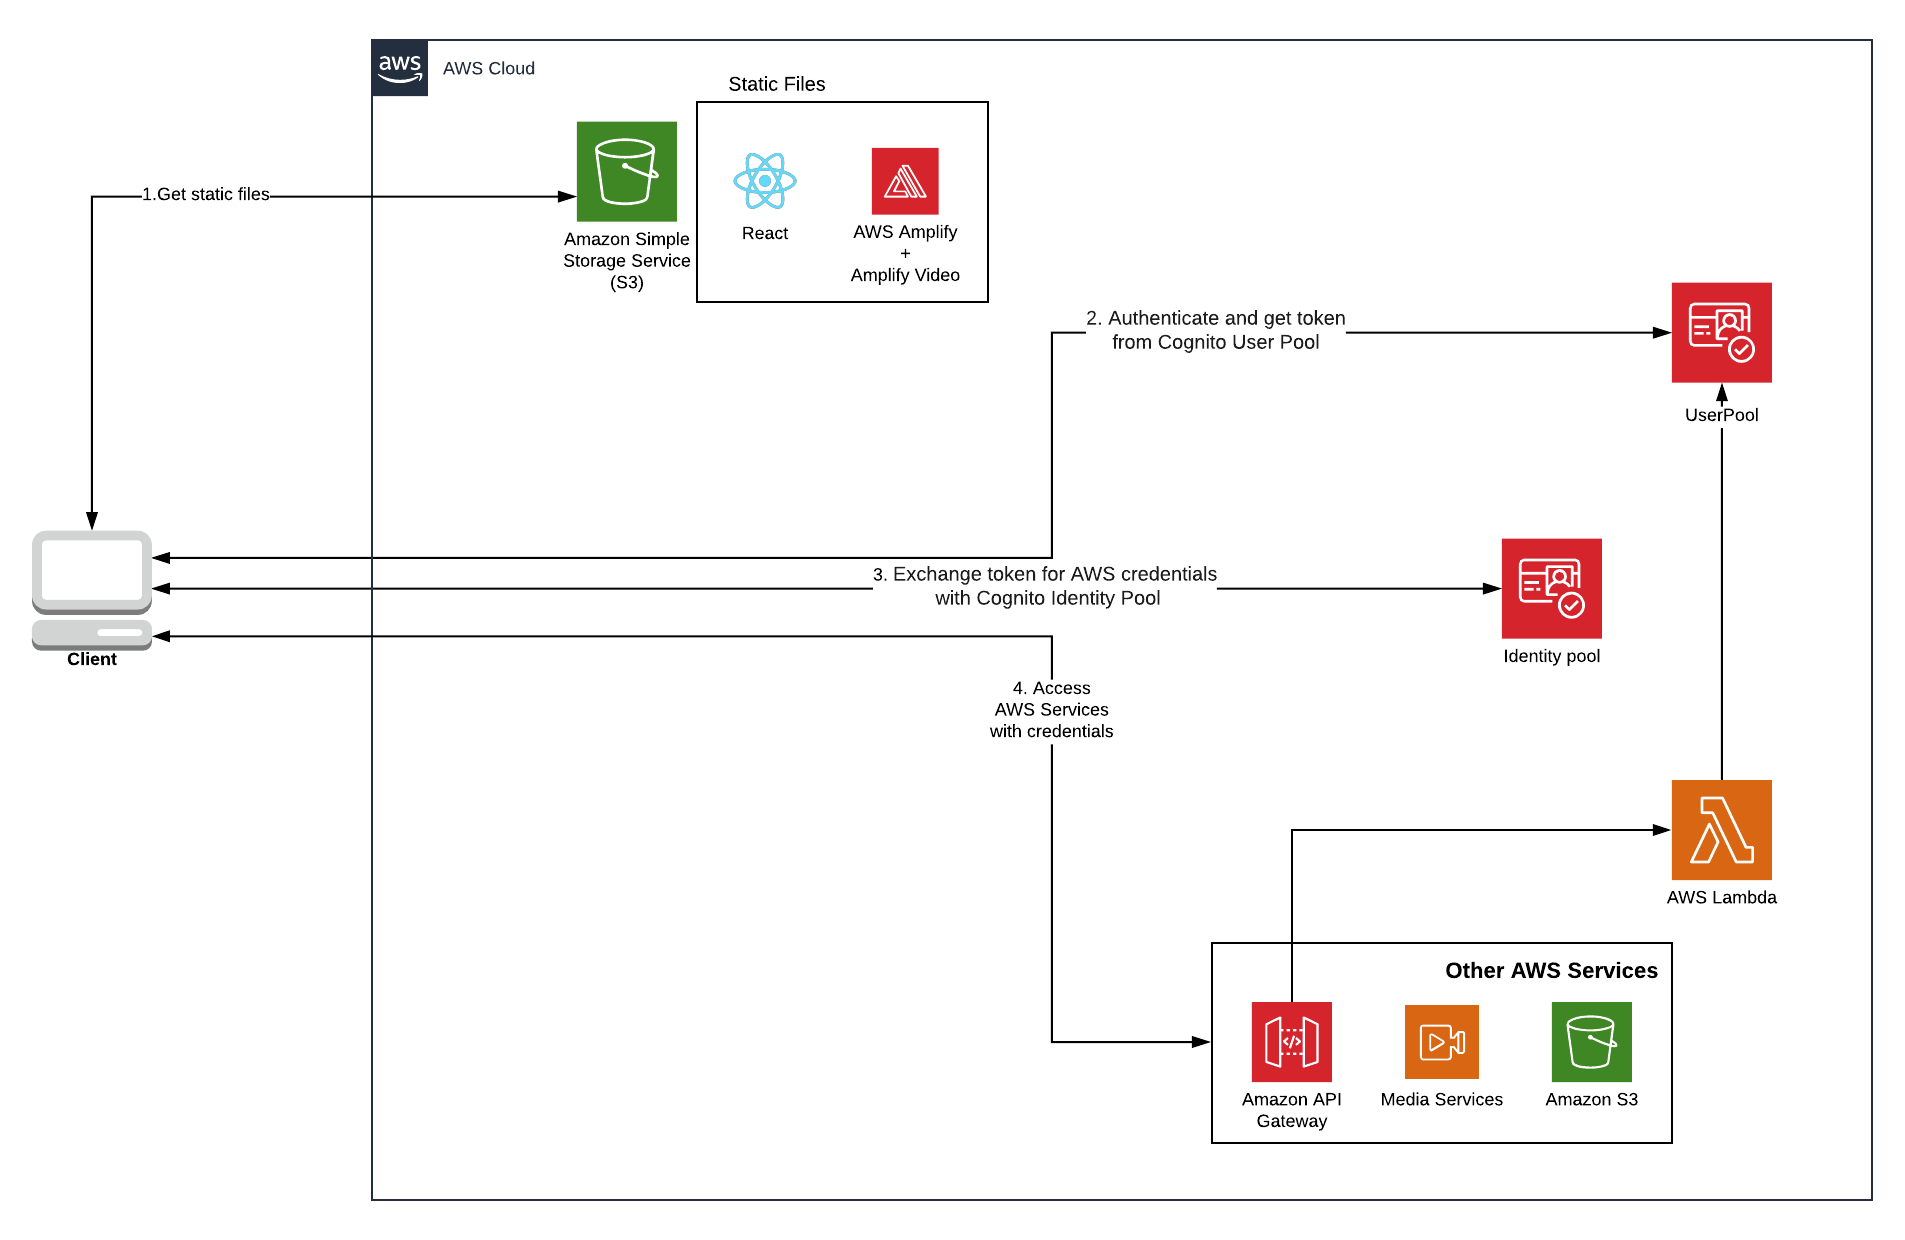 aws
AWS Cloud
Static Files
1.Get static files
Amazon Simple
Storage Service
(S3)
React
AWS Amplify
+
Amplify Video
2. Authenticate and get token
from Cognito User Pool
UserPool
3. Exchange token for AWS credentials
with Cognito Identity Pool
Identity pool
Client
4. Access
AWS Services
with credentials
AWS Lambda
Other AWS Services
Amazon API
Gateway
Media Services
Amazon S3